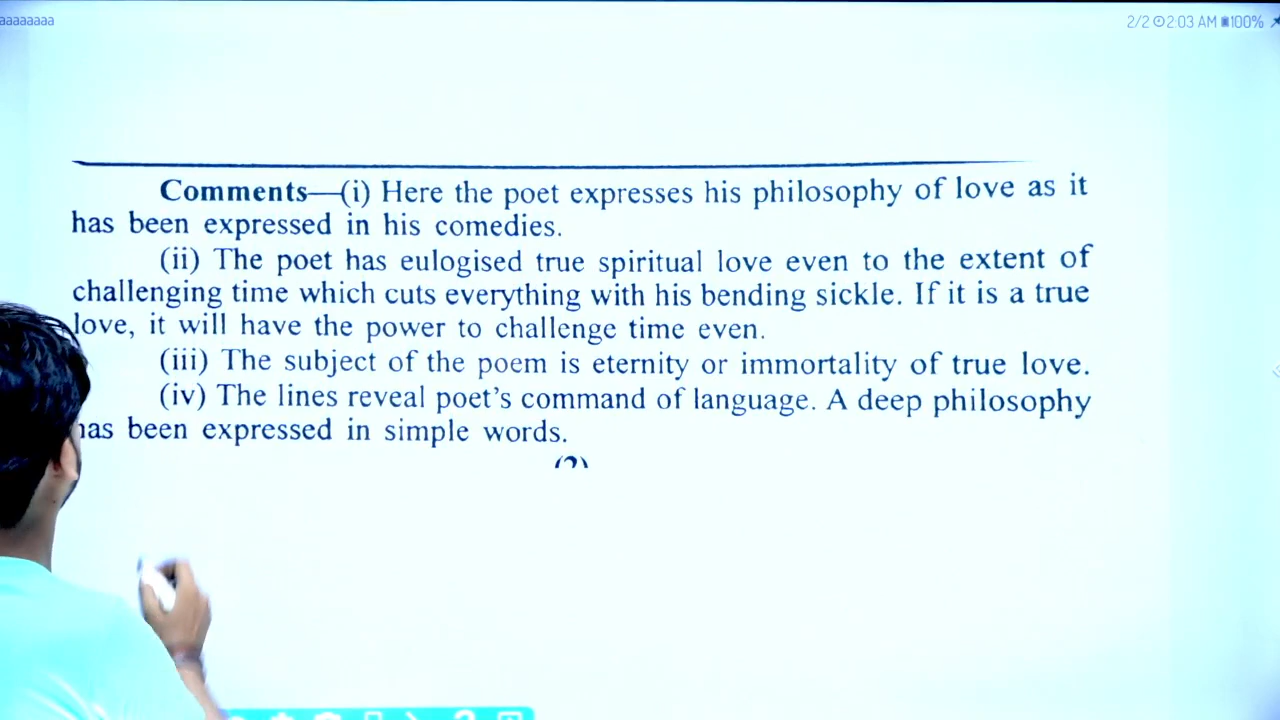 aaaaaaaaa
2/2 2:03 AM 100%
Comments—(i) Here the poet expresses his philosophy of love as it
has been expressed in his comedies.
(ii) The poet has eulogised true spiritual love even to the extent of
challenging time which cuts everything with his bending sickle. If it is a true
love, it will have the power to challenge time even.
(iii) The subject of the poem is eternity or immortality of true love.
(iv) The lines reveal poet's command of language. A deep philosophy
has been expressed in simple words.